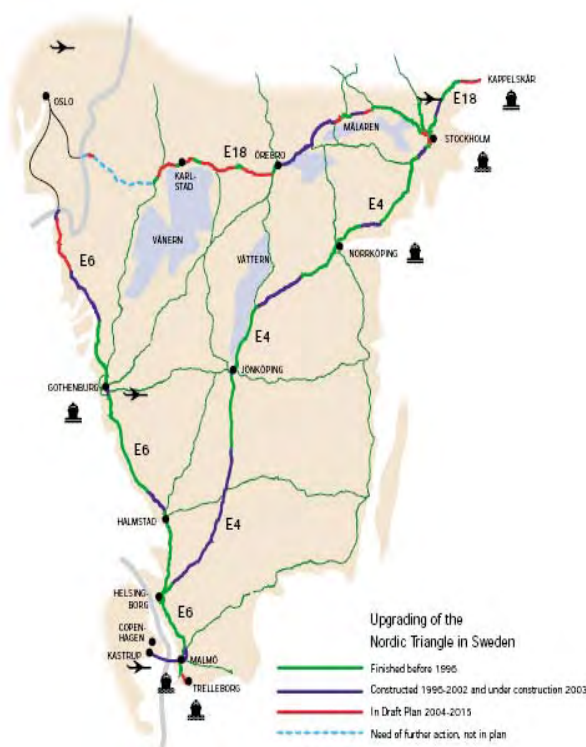 OSLO
KAPPELSKÄR
E18
STOCKHOLM
MÄLAREN
E18
ÖREBRO
KARL-
STAD
E4
VÄNERN
NORRKÖPING
E6
VÄTTERN
E4
JÖNKÖPING
GOTHENBURG
E6
HALMSTAD
E4
HELSING-
BORG
E6
COPEN-
HAGEN
KASTRUP
MALMÖ
TRELLEBORG
Upgrading of the
Nordic Triangle in Sweden
Finished before 1996
Constructed 1996-2002 and under construction 2003
In Draft Plan 2004-2015
Need of further action, not in plan